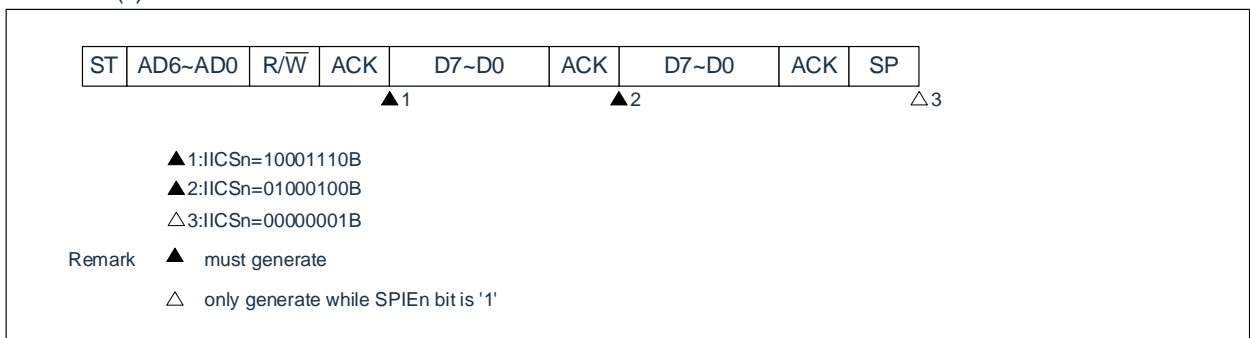 ST AD6~AD0 R/W̅ ACK D7~D0 ACK D7~D0 ACK SP
▲1 ▲2 △3
▲1:IICSn=10001110B
▲2:IICSn=01000100B
△3:IICSn=00000001B
Remark ▲ must generate
△ only generate while SPIEn bit is '1'